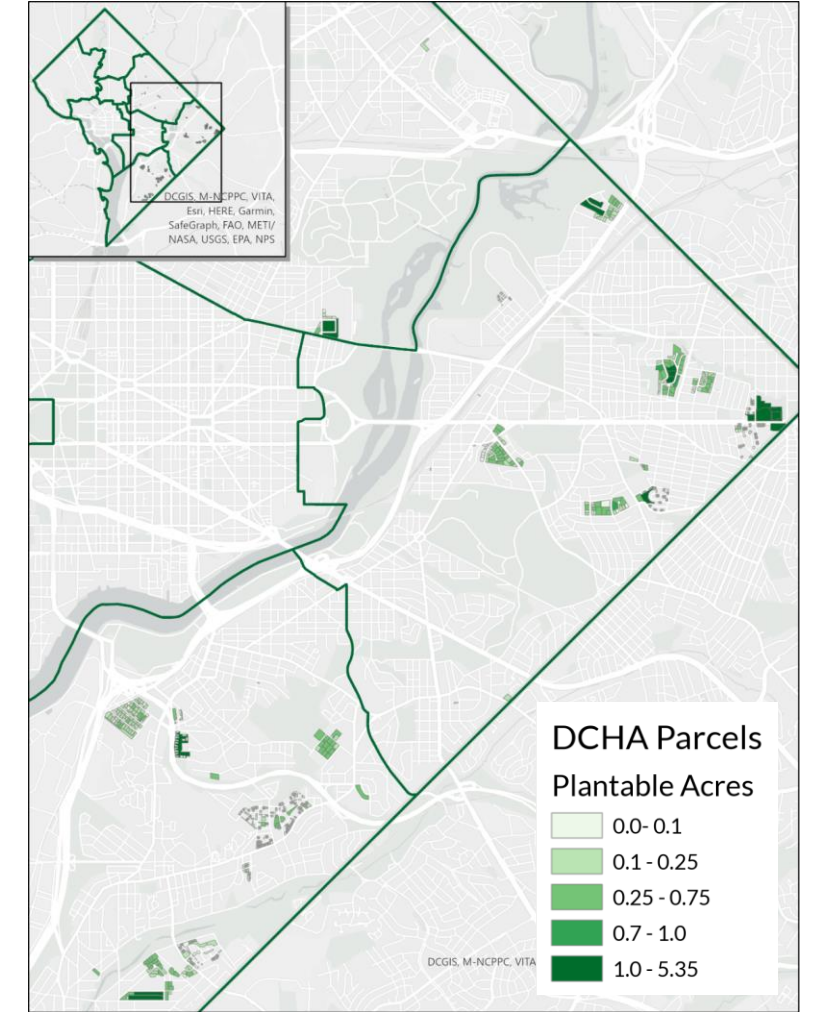 DCGIS, M-NCPPC, VITA,
Esri, HERE, Garmin,
SafeGraph, FAO, METI/
NASA, USGS, EPA, NPS
DCHA Parcels
Plantable Acres
0.0- 0.1
0.1 - 0.25
0.25 - 0.75
0.7 - 1.0
1.0 - 5.35
DCGIS, M-NCPPC, VITA